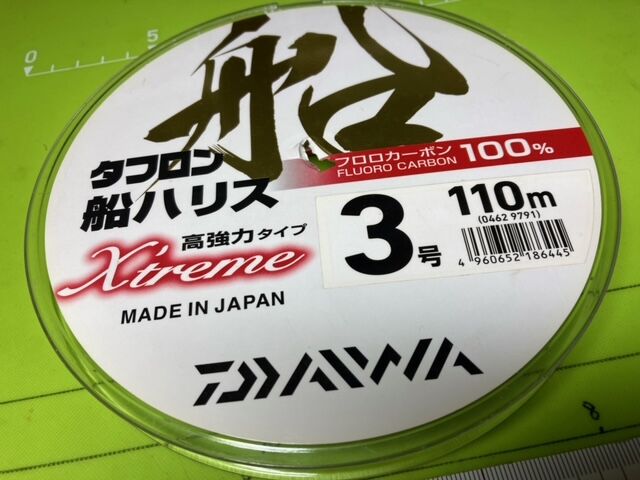 0
5
船
タフロン
船ハリス
フロロカーボン 100%
FLUORO CARBON
高強力タイプ
X'treme
3号
110m
(0462 9791)
4 960652 186445
MADE IN JAPAN
DAIWA
8